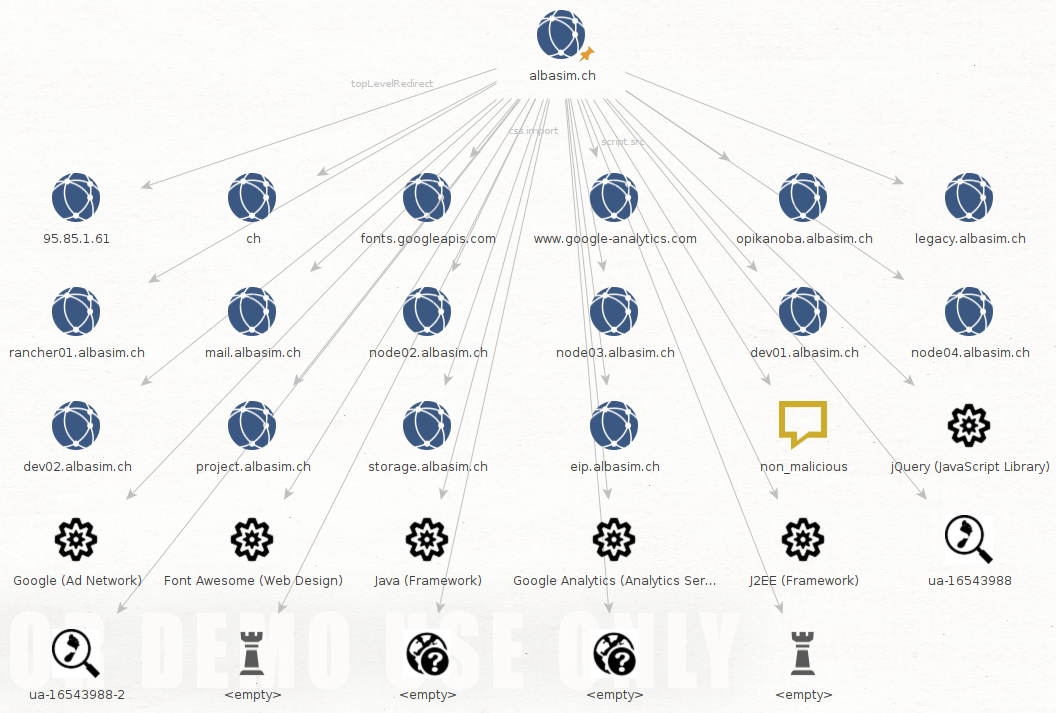 albasim.ch
topLevelRedirect
css.import
script.src
95.85.1.61
ch
fonts.googleapis.com
www.google-analytics.com
opikanoba.albasim.ch
legacy.albasim.ch
rancher01.albasim.ch
mail.albasim.ch
node02.albasim.ch
node03.albasim.ch
dev01.albasim.ch
node04.albasim.ch
dev02.albasim.ch
project.albasim.ch
storage.albasim.ch
eip.albasim.ch
non_malicious
jQuery (JavaScript Library)
Google (Ad Network)
Font Awesome (Web Design)
Java (Framework)
Google Analytics (Analytics Ser...
J2EE (Framework)
ua-16543988
OR DEMO USE ONLY
ua-16543988-2
<empty>
<empty>
<empty>
<empty>